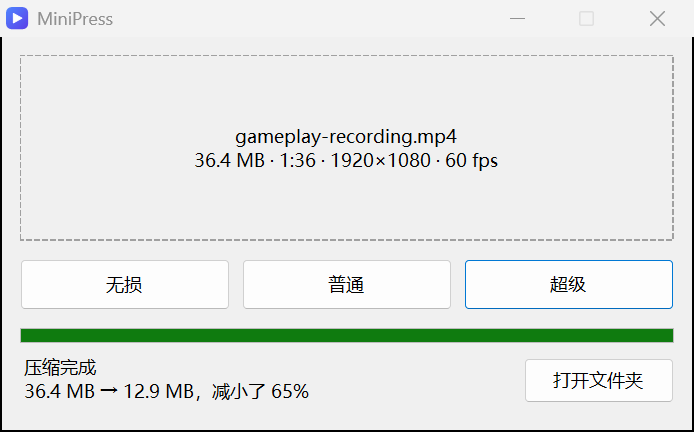 MiniPress
gameplay-recording.mp4
36.4 MB · 1:36 · 1920×1080 · 60 fps
无损
普通
超级
压缩完成
36.4 MB → 12.9 MB，减小了 65%
打开文件夹